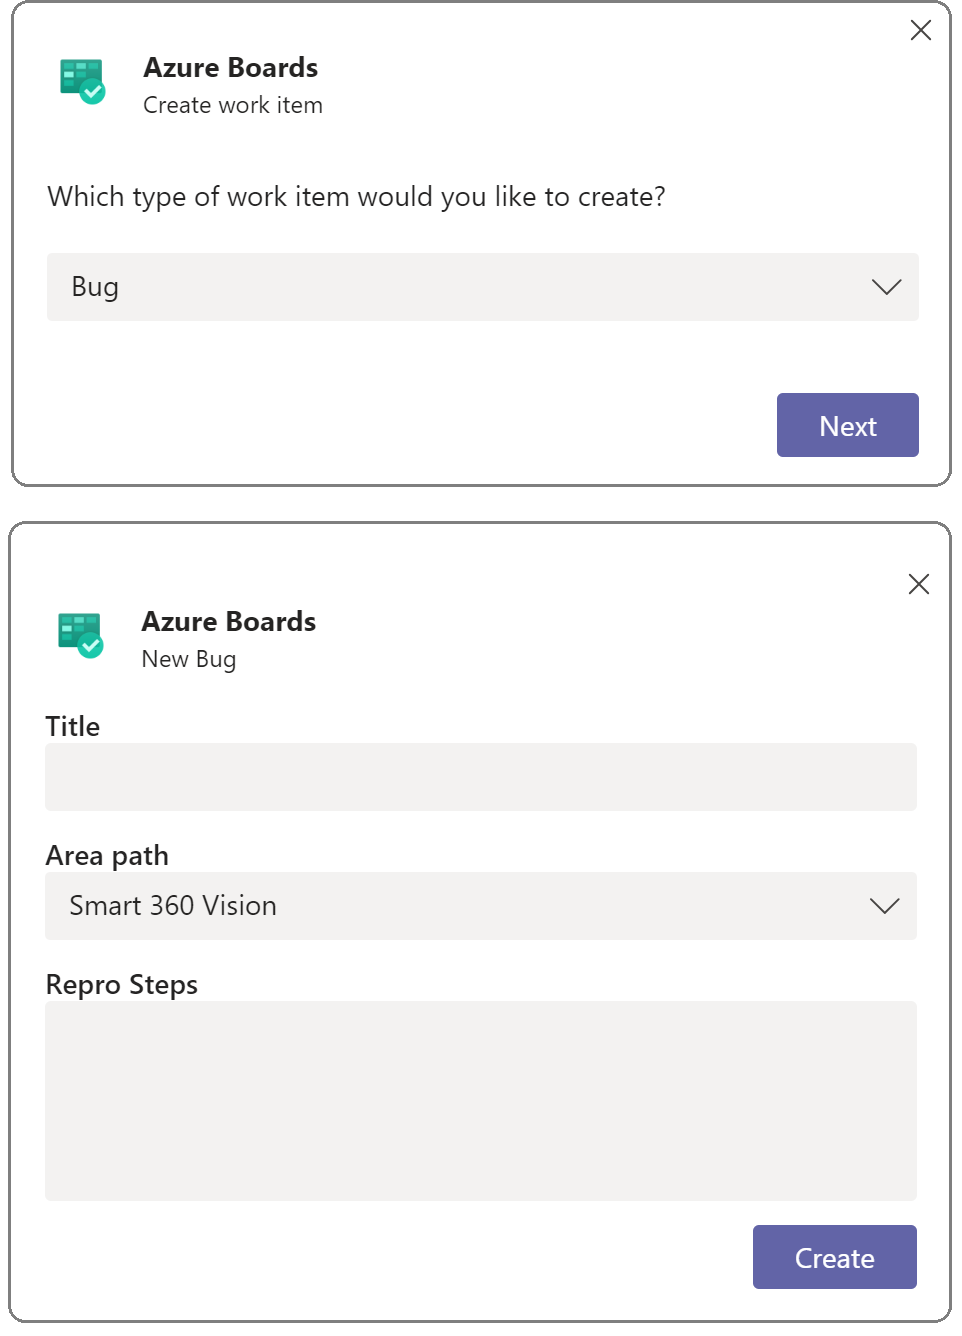 Azure Boards
Create work item
Which type of work item would you like to create?
Bug
Next
Azure Boards
New Bug
Title
Area path
Smart 360 Vision
Repro Steps
Create